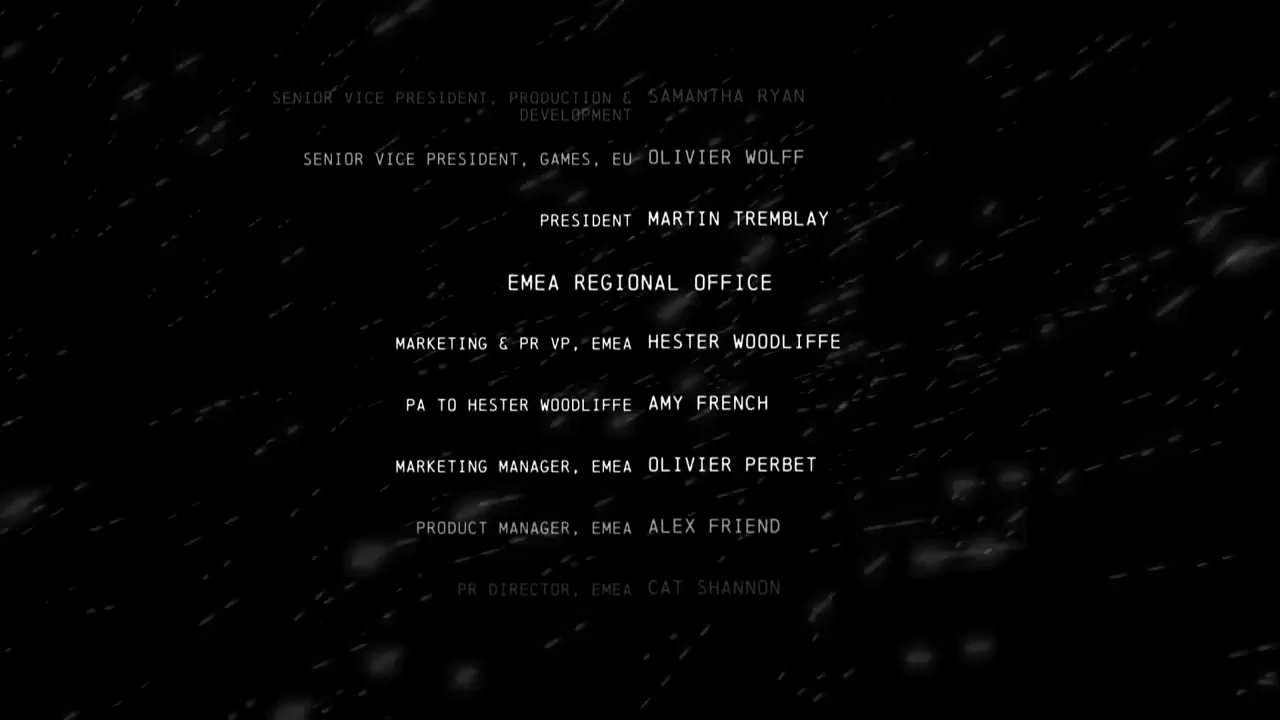 SENIOR VICE PRESIDENT, PRODUCTION & DEVELOPMENT SAMANTHA RYAN
SENIOR VICE PRESIDENT, GAMES, EU OLIVIER WOLFF
PRESIDENT MARTIN TREMBLAY
EMEA REGIONAL OFFICE
MARKETING & PR VP, EMEA HESTER WOODLIFFE
PA TO HESTER WOODLIFFE AMY FRENCH
MARKETING MANAGER, EMEA OLIVIER PERBET
PRODUCT MANAGER, EMEA ALEX FRIEND
PR DIRECTOR, EMEA CAT SHANNON